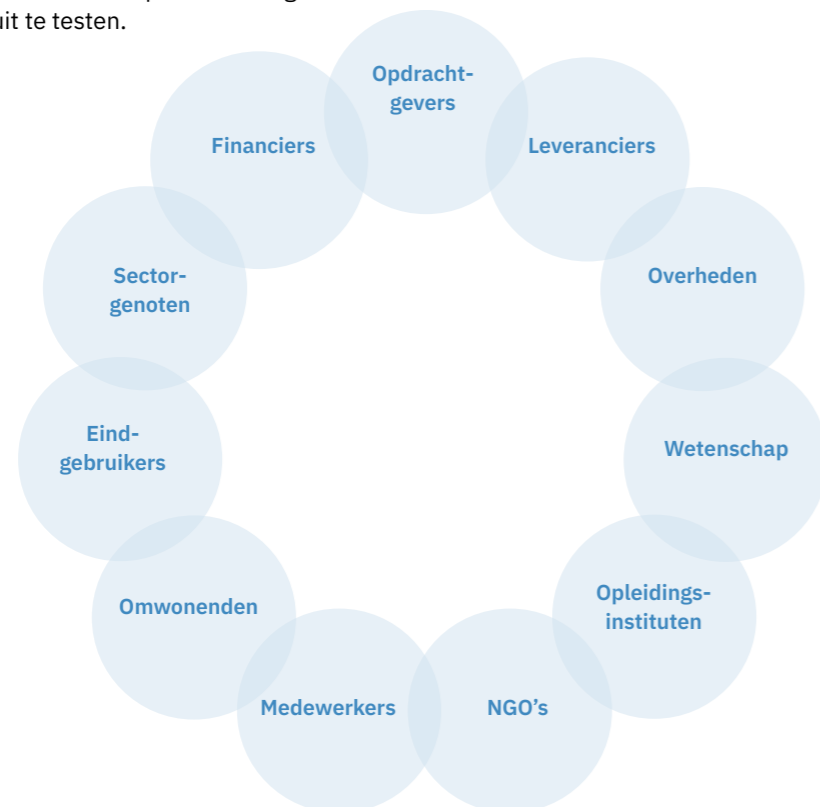 uit te testen.
Opdracht-
gevers
Financiers
Leveranciers
Sector-
genoten
Overheden
Eind-
gebruikers
Wetenschap
Opleidings-
instituten
Omwonenden
Medewerkers
NGO’s